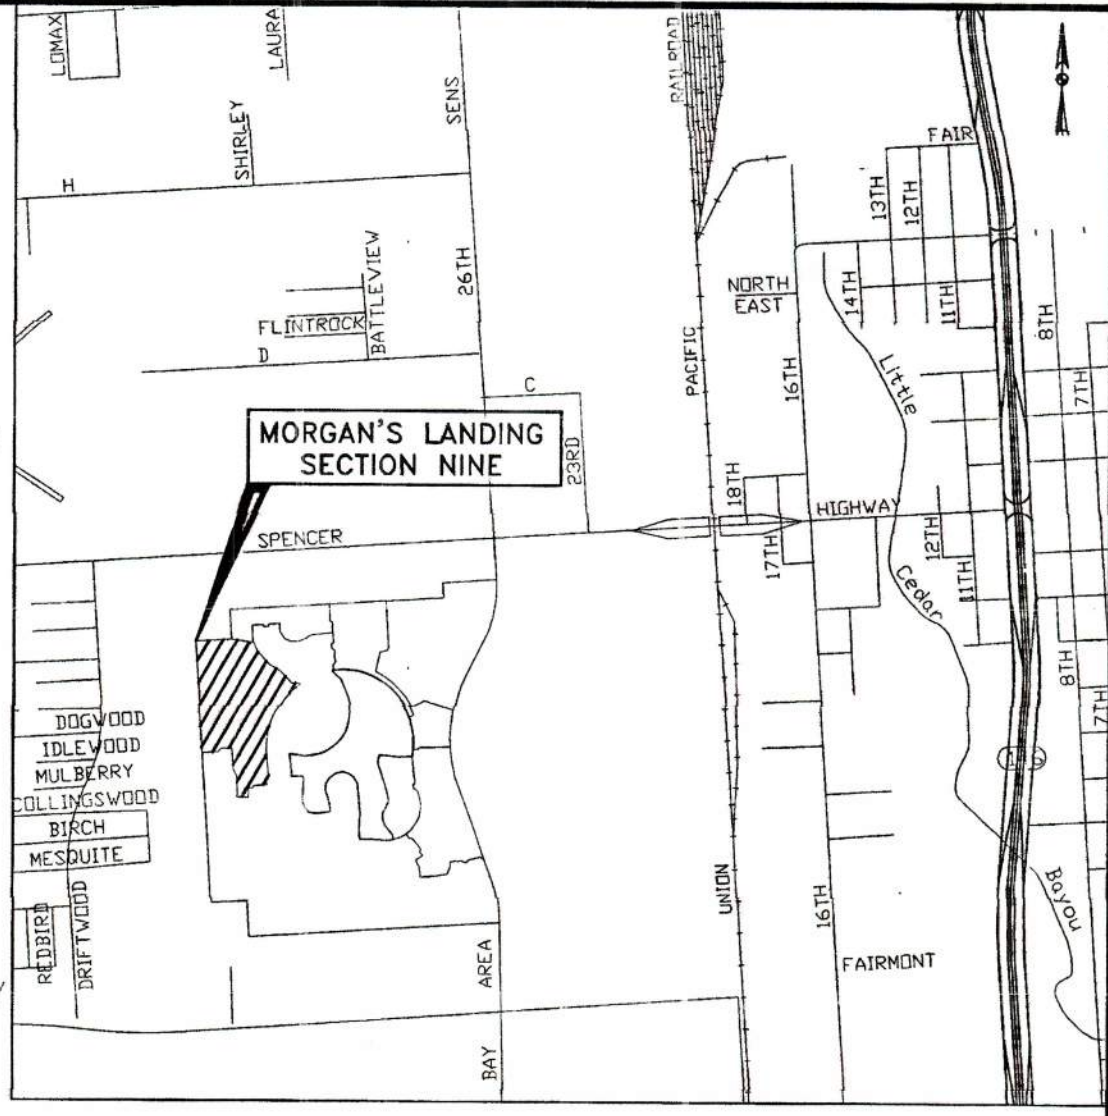 LOMAX
LAURA
SENS
RAILROAD
SHIRLEY
FAIR
H
13TH
12TH
26TH
BATTLEVIEW
NORTH
EAST
14TH
11TH
8TH
FLINTROCK
D
PACIFIC
16TH
Little
7TH
C
MORGAN'S LANDING
SECTION NINE
23RD
18TH
HIGHWAY
SPENCER
17TH
12TH
11TH
Cedar
8TH
7TH
DOGWOOD
IDLEWOOD
MULBERRY
COLLINGSWOOD
BIRCH
MESQUITE
UNION
16TH
Bayou
REDBIRD
DRIFTWOOD
AREA
FAIRMONT
BAY